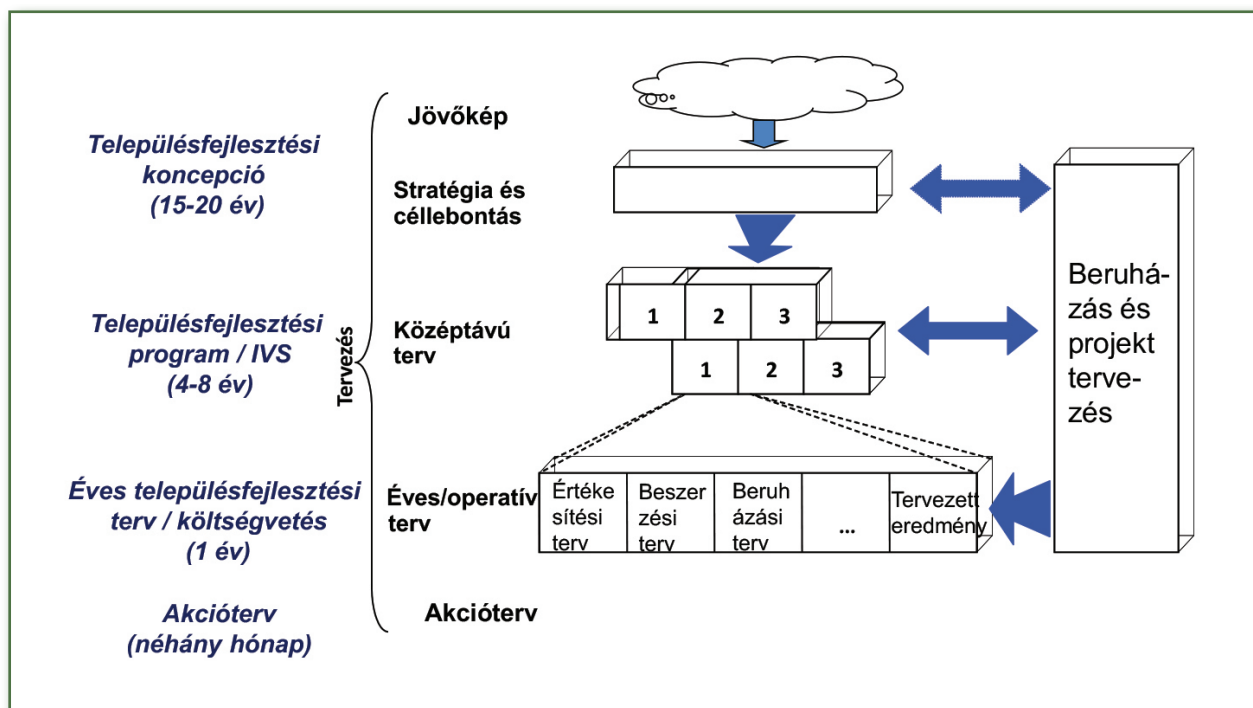 Településfejlesztési
koncepció
(15-20 év)
Településfejlesztési
program / IVS
(4-8 év)
Éves településfejlesztési
terv / költségvetés
(1 év)
Akcióterv
(néhány hónap)
Tervezés
Jövőkép
Stratégia és
céllebontás
Középtávú
terv
Éves/operatív
terv
Akcióterv
1 2 3
1 2 3
Értéke
sítési
terv
Beszer
zési
terv
Beruh
ázási
terv
...
Tervezett
eredmény
Beruhá-
zás és
projekt
terve-
zés